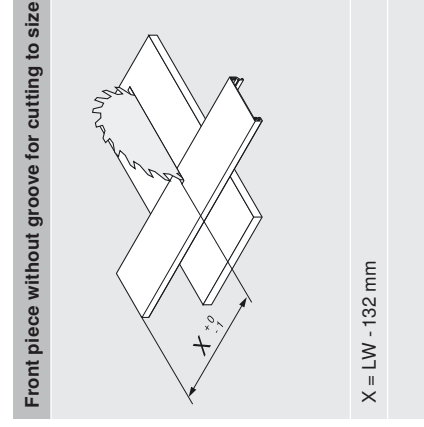 Front piece without groove for cutting to size
X +0 -1
X = LW - 132 mm